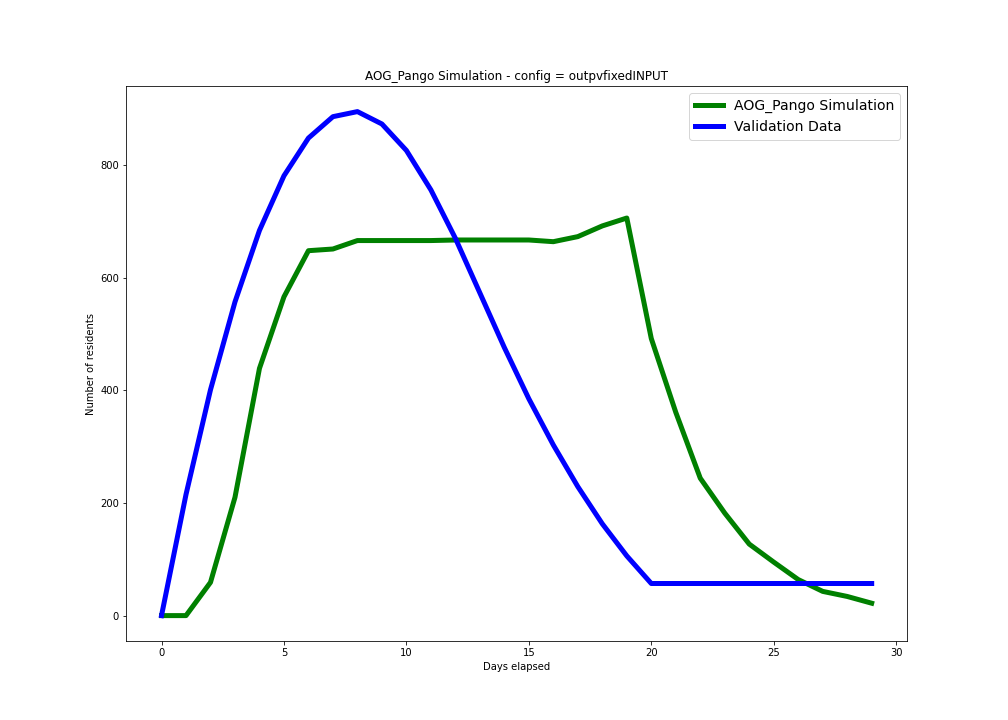 AOG_Pango Simulation - config = outpvfixedINPUT
AOG_Pango Simulation
Validation Data
Number of residents
800
600
400
200
0
0 5 10 15 20 25 30
Days elapsed